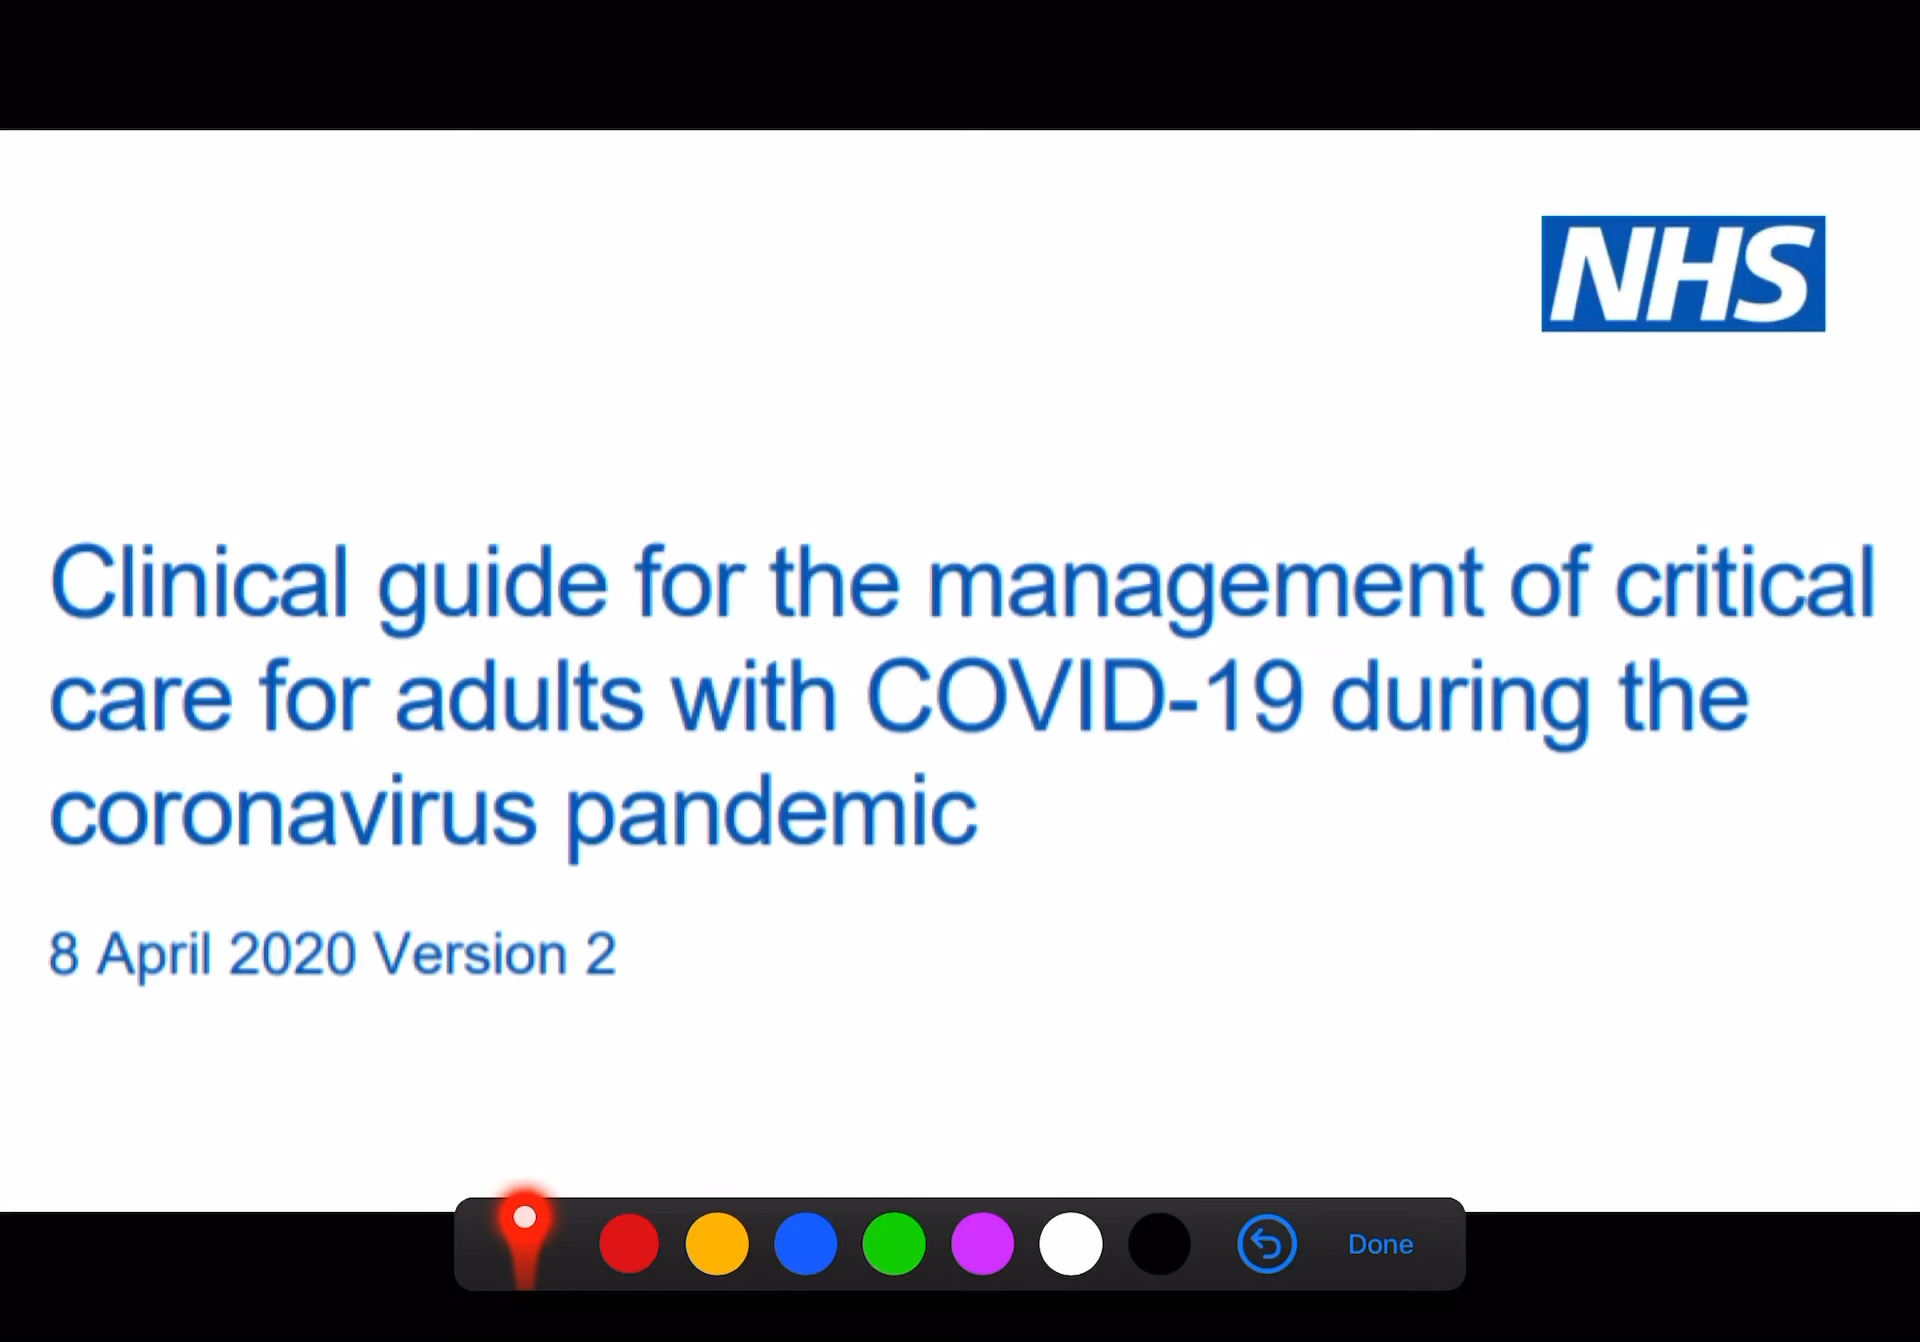 NHS
Clinical guide for the management of critical
care for adults with COVID-19 during the
coronavirus pandemic
8 April 2020 Version 2
Done